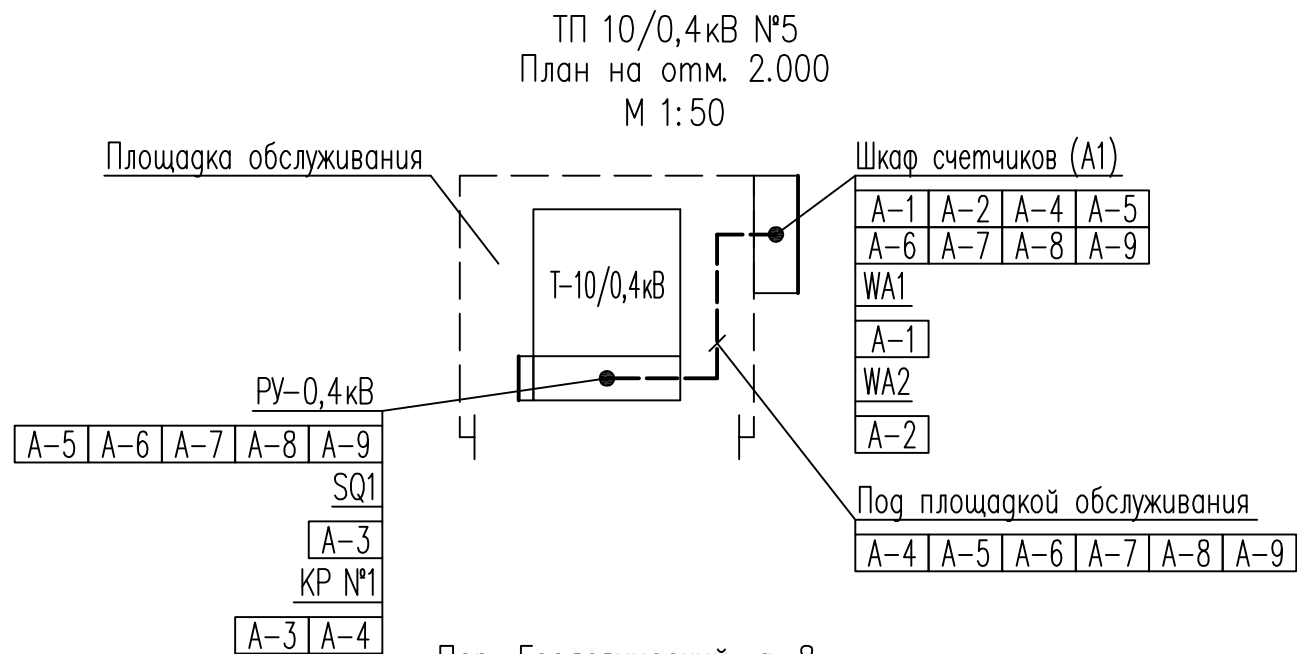 ТП 10/0,4кВ №5
План на отм. 2.000
М 1:50
Площадка обслуживания
Шкаф счетчиков (А1)
А-1 А-2 А-4 А-5
А-6 А-7 А-8 А-9
WA1
А-1
WA2
А-2
Т-10/0,4кВ
РУ-0,4кВ
А-5 А-6 А-7 А-8 А-9
SQ1
А-3
КР №1
А-3 А-4
Под площадкой обслуживания
А-4 А-5 А-6 А-7 А-8 А-9